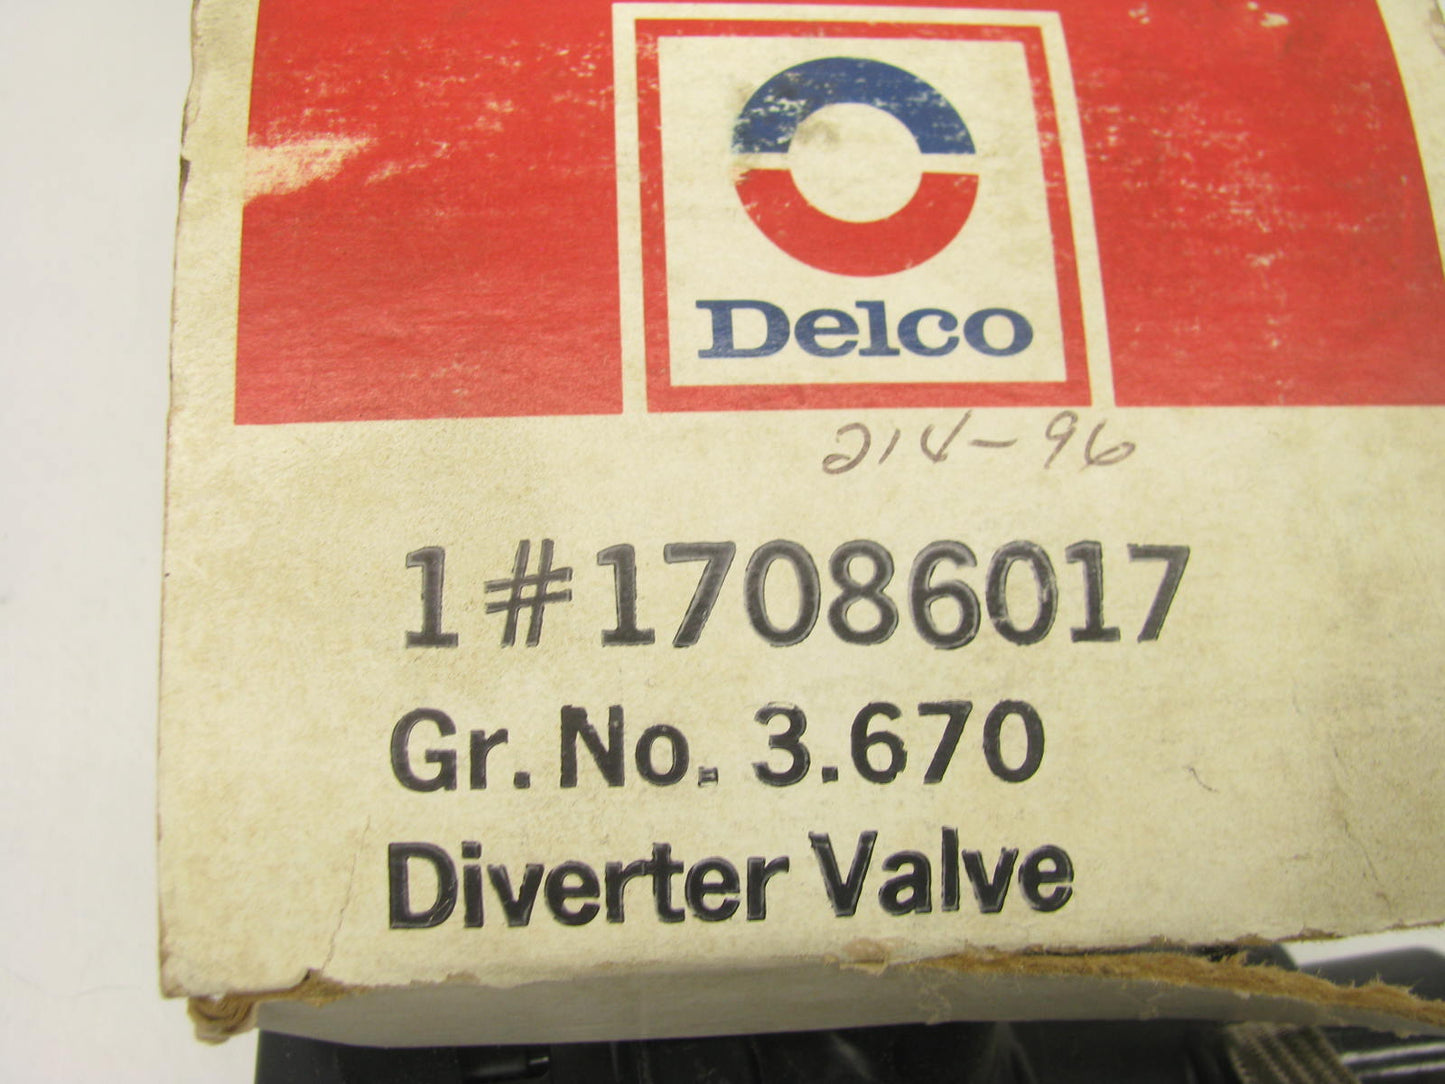 Delco
214-96
1#17086017
Gr. No. 3.670
Diverter Valve